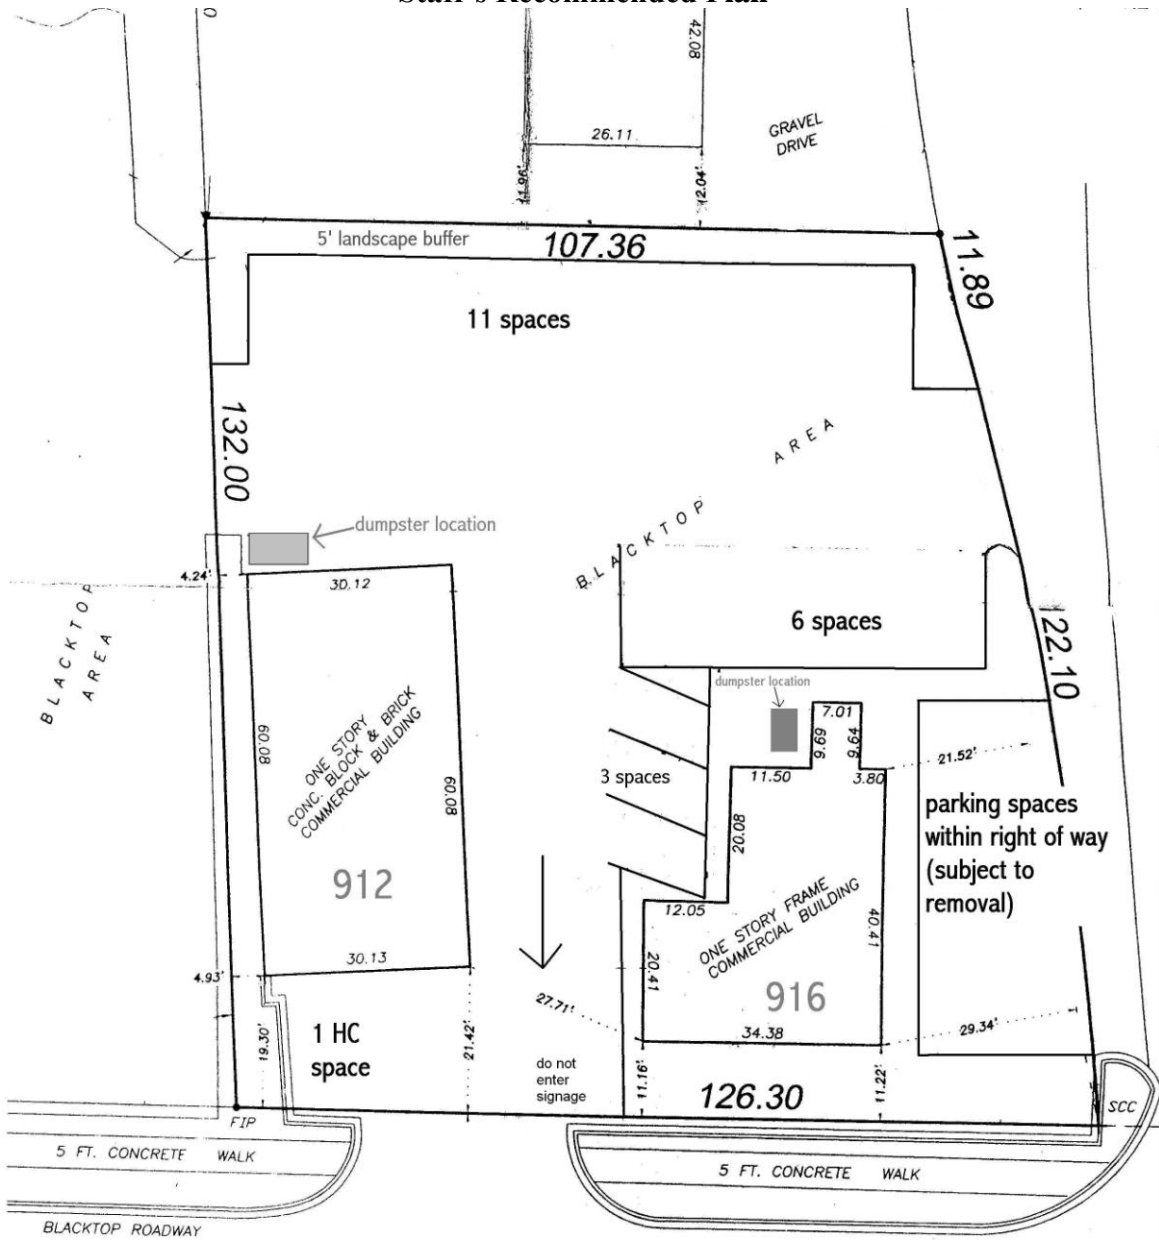 Staff's Recommended Plan
42.08
26.11
GRAVEL
DRIVE
11.96'
12.04'
5' landscape buffer
107.36
11.89
11 spaces
132.00
BLACKTOP AREA
dumpster location
4.24'
30.12
BLACKTOP
AREA
6 spaces
122.10
dumpster location
7.01
9.69
9.64
60.08
ONE STORY
CONC. BLOCK & BRICK
COMMERCIAL BUILDING
60.08
3 spaces
11.50
3.80
21.52'
parking spaces
within right of way
(subject to
removal)
20.08
912
12.05
ONE STORY FRAME
COMMERCIAL BUILDING
40.41
30.13
4.93'
20.41
916
27.71'
34.38
29.34'
19.30'
1 HC
space
21.42'
do not
enter
signage
11.16'
126.30
11.22'
FIP
SCC
5 FT. CONCRETE WALK
5 FT. CONCRETE WALK
BLACKTOP ROADWAY